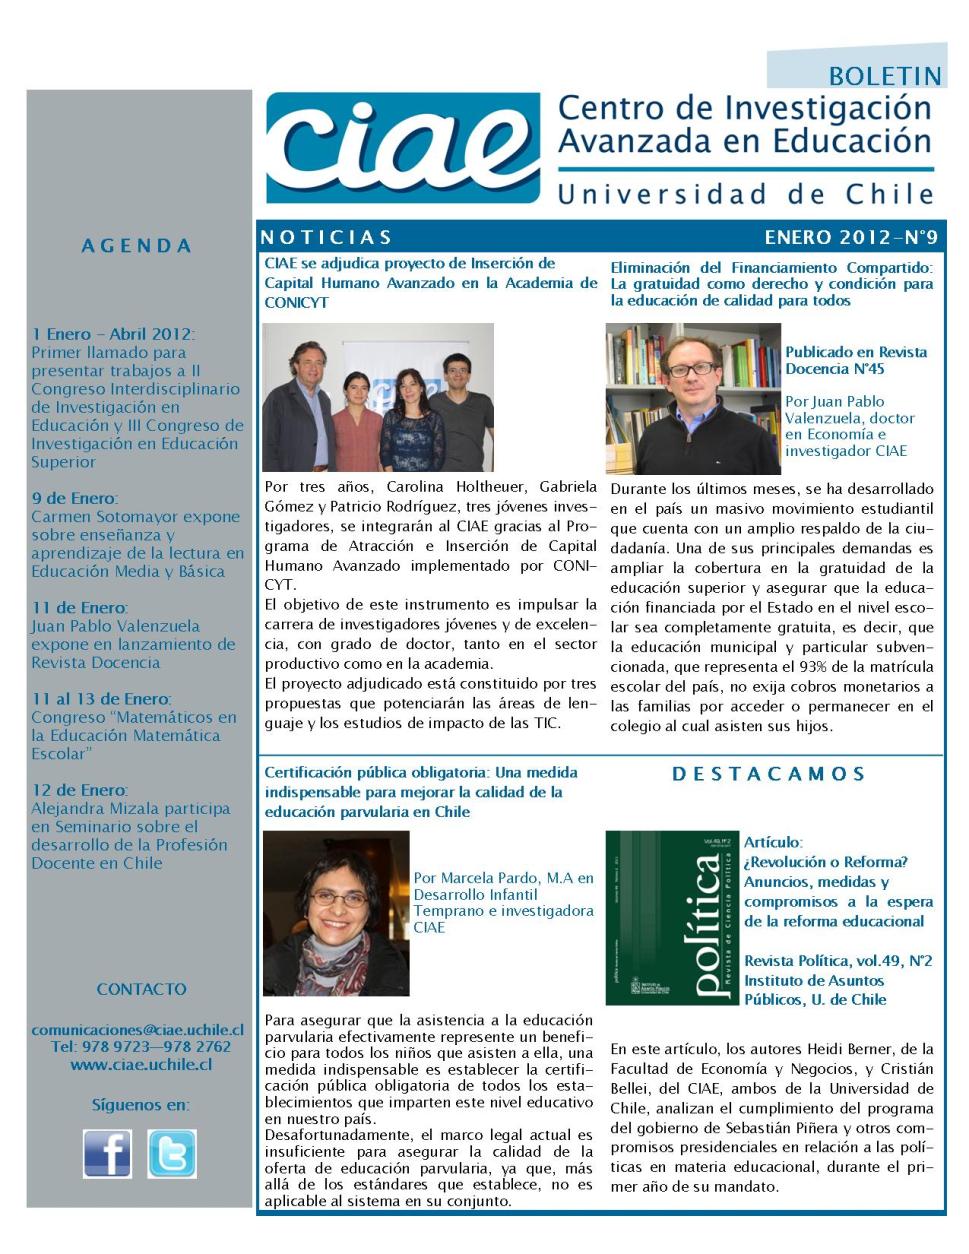 BOLETIN
ciae
Centro de Investigación
Avanzada en Educación
Universidad de Chile
AGENDA
1 Enero – Abril 2012:
Primer llamado para
presentar trabajos a II
Congreso Interdisciplinario
de Investigación en
Educación y III Congreso de
Investigación en Educación
Superior
9 de Enero:
Carmen Sotomayor expone
sobre enseñanza y
aprendizaje de la lectura en
Educación Media y Básica
11 de Enero:
Juan Pablo Valenzuela
expone en lanzamiento de
Revista Docencia
11 al 13 de Enero:
Congreso “Matemáticos en
la Educación Matemática
Escolar”
12 de Enero:
Alejandra Mizala participa
en Seminario sobre el
desarrollo de la Profesión
Docente en Chile
CONTACTO
comunicaciones@ciae.uchile.cl
Tel: 978 9723—978 2762
www.ciae.uchile.cl
Síguenos en:
NOTICIAS
ENERO 2012-N°9
CIAE se adjudica proyecto de Inserción de
Capital Humano Avanzado en la Academia de
CONICYT
Por tres años, Carolina Holtheuer, Gabriela
Gómez y Patricio Rodríguez, tres jóvenes inves-
tigadores, se integrarán al CIAE gracias al Pro-
grama de Atracción e Inserción de Capital
Humano Avanzado implementado por CONI-
CYT.
El objetivo de este instrumento es impulsar la
carrera de investigadores jóvenes y de excelen-
cia, con grado de doctor, tanto en el sector
productivo como en la academia.
El proyecto adjudicado está constituido por tres
propuestas que potenciarán las áreas de len-
guaje y los estudios de impacto de las TIC.
Eliminación del Financiamiento Compartido:
La gratuidad como derecho y condición para
la educación de calidad para todos
Publicado en Revista
Docencia N°45
Por Juan Pablo
Valenzuela, doctor
en Economía e
investigador CIAE
Durante los últimos meses, se ha desarrollado
en el país un masivo movimiento estudiantil
que cuenta con un amplio respaldo de la ciu-
dadanía. Una de sus principales demandas es
ampliar la cobertura en la gratuidad de la
educación superior y asegurar que la educa-
ción financiada por el Estado en el nivel esco-
lar sea completamente gratuita, es decir, que
la educación municipal y particular subven-
cionada, que representa el 93% de la matrícula
escolar del país, no exija cobros monetarios a
las familias por acceder o permanecer en el
colegio al cual asisten sus hijos.
Certificación pública obligatoria: Una medida
indispensable para mejorar la calidad de la
educación parvularia en Chile
Por Marcela Pardo, M.A en
Desarrollo Infantil
Temprano e investigadora
CIAE
Para asegurar que la asistencia a la educación
parvularia efectivamente represente un benefi-
cio para todos los niños que asisten a ella, una
medida indispensable es establecer la certifi-
cación pública obligatoria de todos los esta-
blecimientos que imparten este nivel educativo
en nuestro país.
Desafortunadamente, el marco legal actual es
insuficiente para asegurar la calidad de la
oferta de educación parvularia, ya que, más
allá de los estándares que establece, no es
aplicable al sistema en su conjunto.
DESTACAMOS
política
Revista de Ciencia Política
Vol.49, Nº2
Artículo:
¿Revolución o Reforma?
Anuncios, medidas y
compromisos a la espera
de la reforma educacional
Revista Política, vol.49, N°2
Instituto de Asuntos
Públicos, U. de Chile
En este artículo, los autores Heidi Berner, de la
Facultad de Economía y Negocios, y Cristián
Bellei, del CIAE, ambos de la Universidad de
Chile, analizan el cumplimiento del programa
del gobierno de Sebastián Piñera y otros com-
promisos presidenciales en relación a las polí-
ticas en materia educacional, durante el pri-
mer año de su mandato.